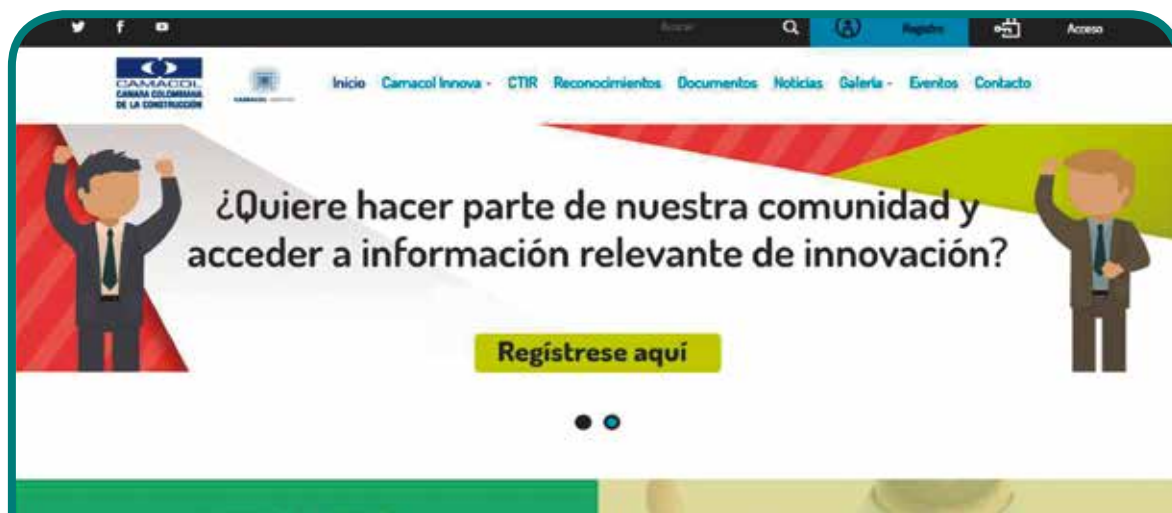 Buscar
Registro
Acceso
CAMACOL
CAMARA COLOMBIANA
DE LA CONSTRUCCIÓN
CAMACOL
Inicio Camacol Innova CTIR Reconocimientos Documentos Noticias Galería Eventos Contacto
¿Quiere hacer parte de nuestra comunidad y
acceder a información relevante de innovación?
Regístrese aquí